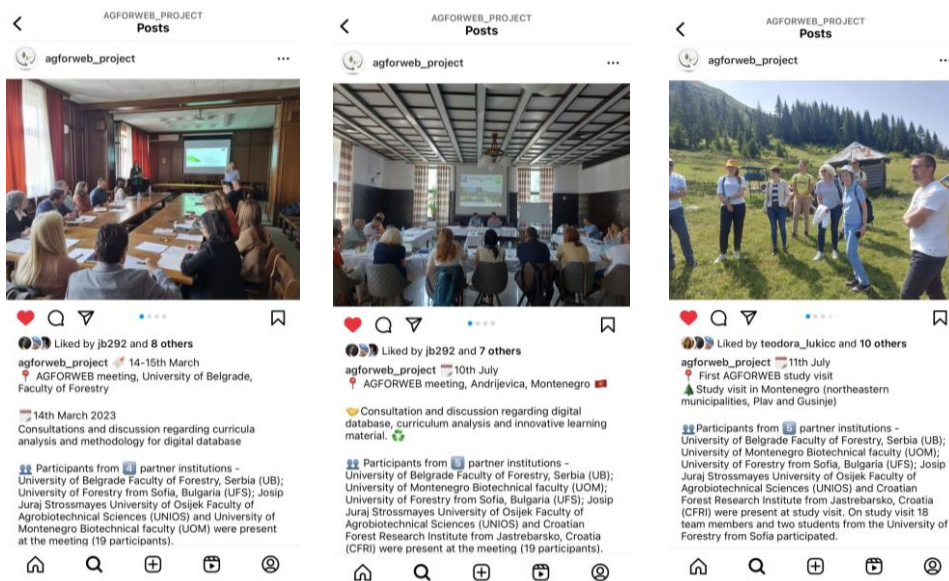 AGFORWEB_PROJECT
Posts
agforweb_project
Liked by jb292 and 8 others
agforweb_project 14-15th March
AGFORWEB meeting, University of Belgrade,
Faculty of Forestry
14th March 2023
Consultations and discussion regarding curricula
analysis and methodology for digital database
Participants from 4 partner institutions -
University of Belgrade Faculty of Forestry, Serbia (UB);
University of Forestry from Sofia, Bulgaria (UFS); Josip
Juraj Strossmayes University of Osijek Faculty of
Agrobiotechnical Sciences (UNIOS) and University of
Montenegro Biotechnical faculty (UOM) were present
at the meeting (19 participants).
AGFORWEB_PROJECT
Posts
agforweb_project
Liked by jb292 and 7 others
agforweb_project 10th July
AGFORWEB meeting, Andrijevica, Montenegro
Consultation and discussion regarding digital
database, curriculum analysis and innovative learning
material.
Participants from 5 partner institutions -
University of Belgrade Faculty of Forestry, Serbia (UB);
University of Montenegro Biotechnical faculty (UOM);
University of Forestry from Sofia, Bulgaria (UFS); Josip
Juraj Strossmayes University of Osijek Faculty of
Agrobiotechnical Sciences (UNIOS) and Croatian
Forest Research Institute from Jastrebarsko, Croatia
(CFRI) were present at the meeting (19 participants).
AGFORWEB_PROJECT
Posts
agforweb_project
Liked by teodora_lukicc and 10 others
agforweb_project 11th July
First AGFORWEB study visit
Study visit in Montenegro (northeastern
municipalities, Plav and Gusinje)
Participants from 5 partner institutions -
University of Belgrade Faculty of Forestry, Serbia (UB);
University of Montenegro Biotechnical faculty (UOM);
University of Forestry from Sofia, Bulgaria (UFS); Josip
Juraj Strossmayes University of Osijek Faculty of
Agrobiotechnical Sciences (UNIOS) and Croatian
Forest Research Institute from Jastrebarsko, Croatia
(CFRI) were present at study visit. On study visit 18
team members and two students from the University of
Forestry from Sofia participated.